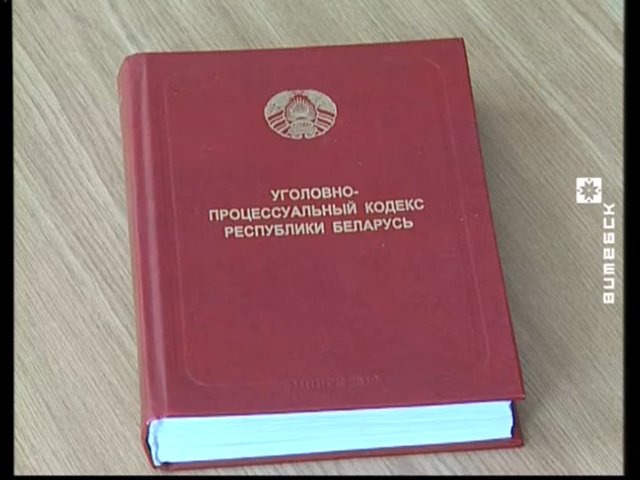 УГОЛОВНО-
ПРОЦЕССУАЛЬНЫЙ КОДЕКС
РЕСПУБЛИКИ БЕЛАРУСЬ
ВИТЕБСК